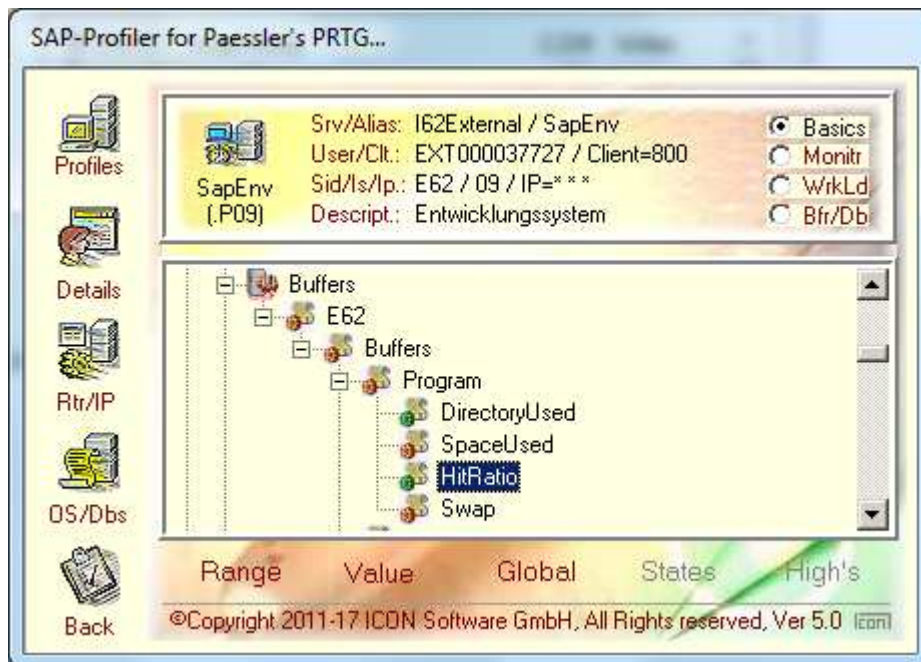 SAP-Profiler for Paessler's PRTG...
Profiles
Details
Rtr/IP
OS/Dbs
Back
SapEnv
(.P09)
Srv/Alias: I62External / SapEnv
User/Clt.: EXT000037727 / Client=800
Sid/Is/Ip.: E62 / 09 / IP=* * *
Descript.: Entwicklungssystem
Basics
Monitr
WrkLd
Bfr/Db
Buffers
E62
Buffers
Program
DirectoryUsed
SpaceUsed
HitRatio
Swap
Range Value Global States High's
©Copyright 2011-17 ICON Software GmbH, All Rights reserved, Ver 5.0 Icon